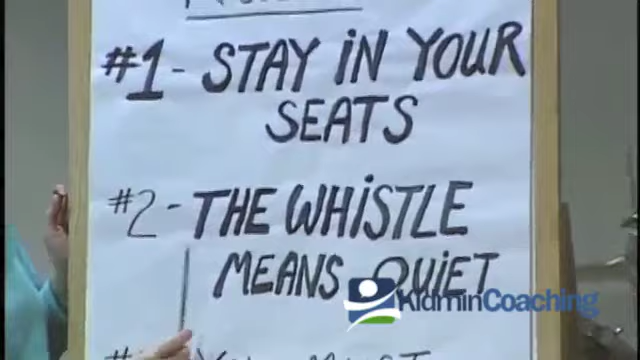 #1 - STAY IN YOUR
SEATS
#2 - THE WHISTLE
MEANS QUIET
KidminCoaching